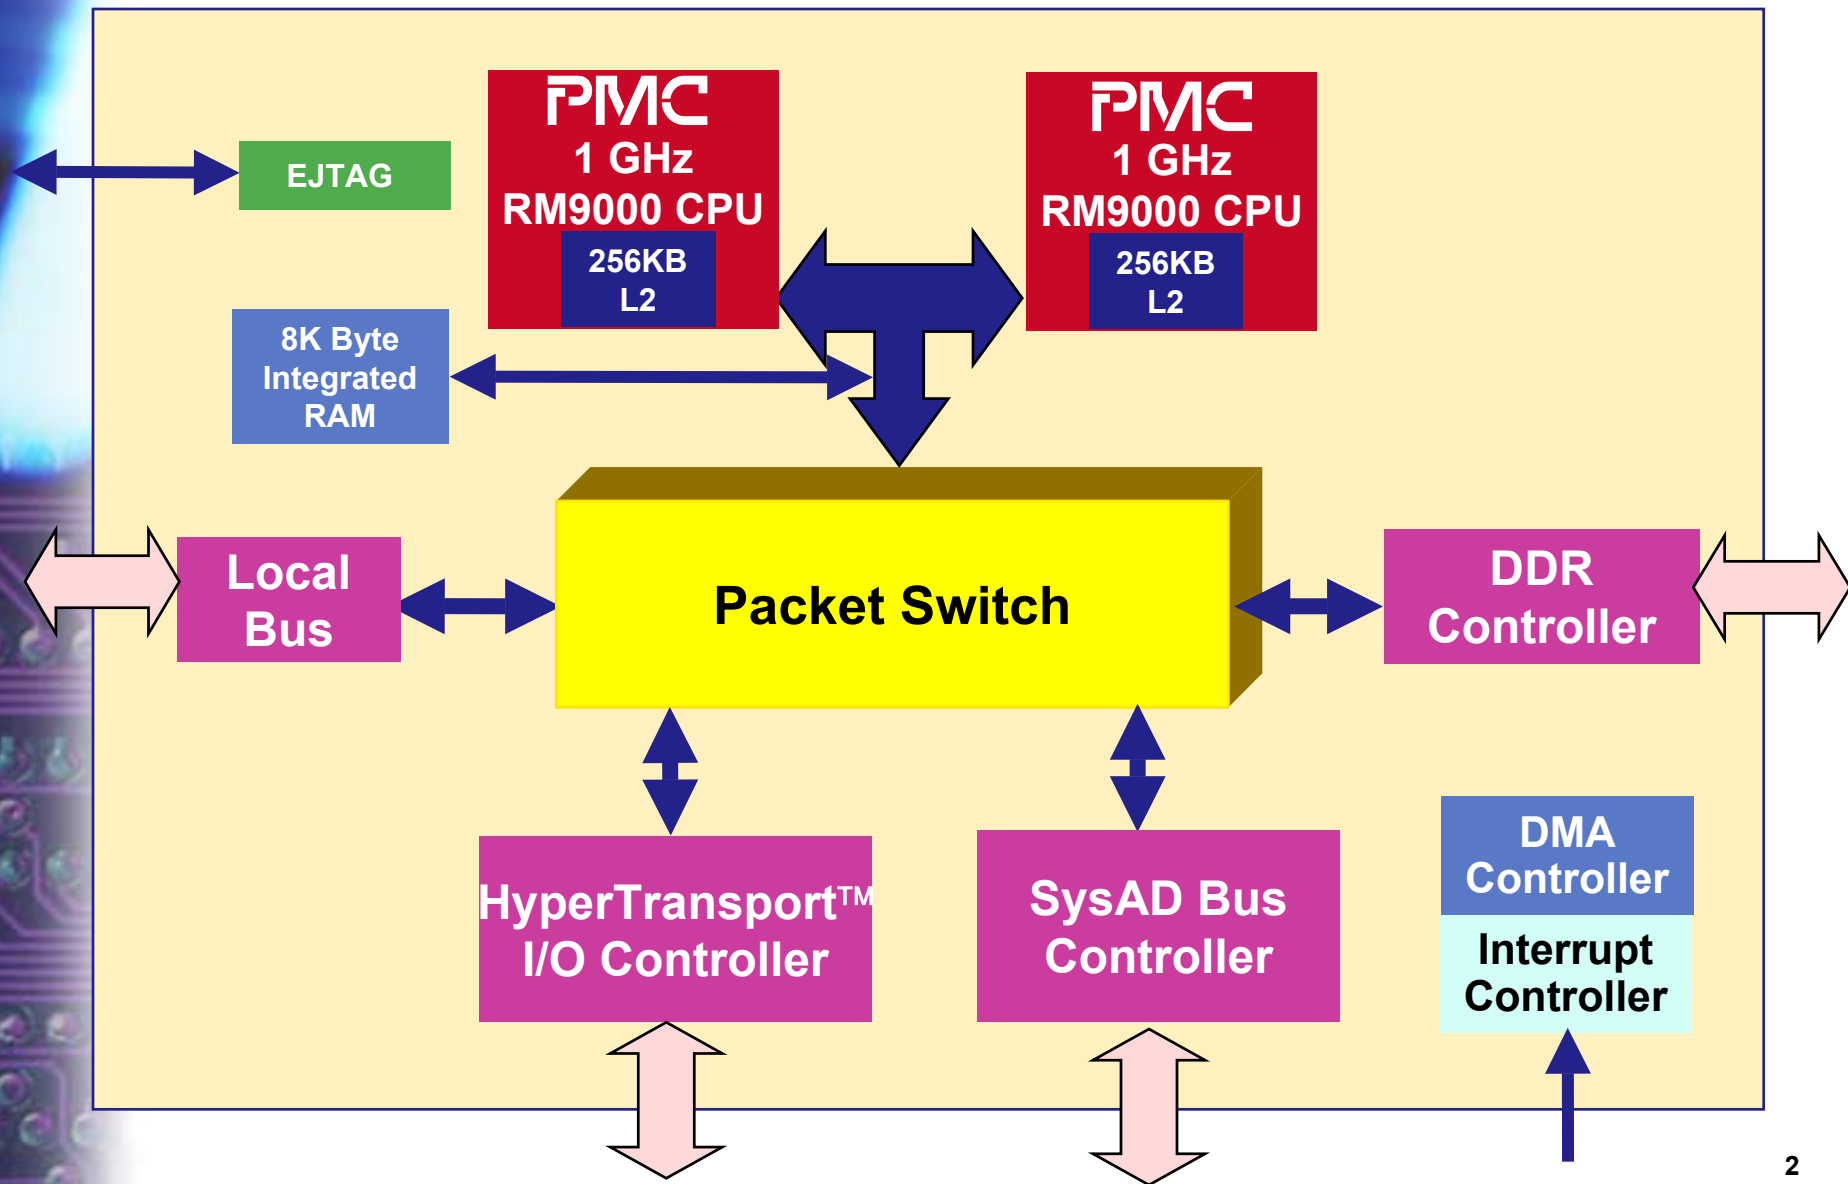 PMC
1 GHz
RM9000 CPU
256KB
L2
PMC
1 GHz
RM9000 CPU
256KB
L2
EJTAG
8K Byte
Integrated
RAM
Local
Bus
Packet Switch
DDR
Controller
HyperTransport™
I/O Controller
SysAD Bus
Controller
DMA
Controller
Interrupt
Controller
2